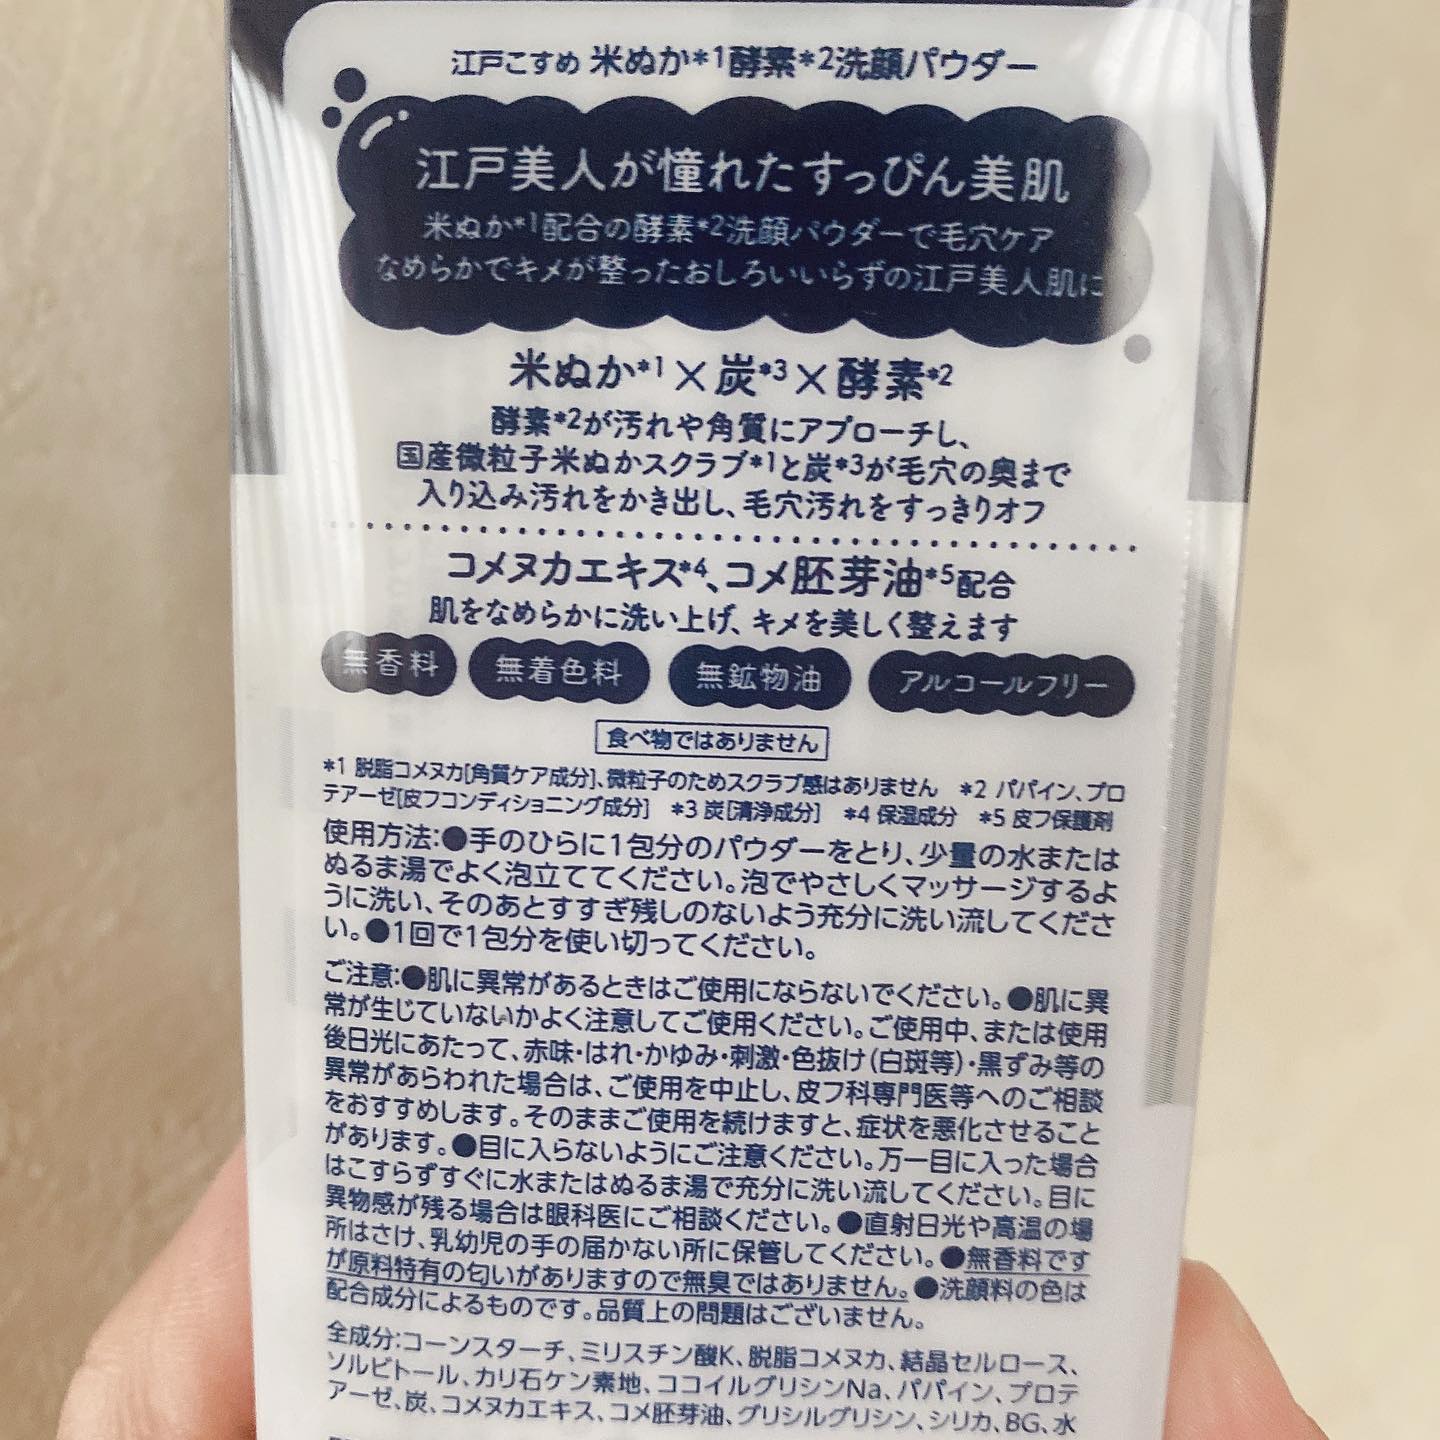 江戸こすめ 米ぬか*1酵素*2洗顔パウダー
江戸美人が憧れたすっぴん美肌
米ぬか*1配合の酵素*2洗顔パウダーで毛穴ケア
なめらかでキメが整ったおしろいいらずの江戸美人肌に
米ぬか*1×炭*3×酵素*2
酵素*2が汚れや角質にアプローチし、
国産微粒子米ぬかスクラブ*1と炭*3が毛穴の奥まで
入り込み汚れをかき出し、毛穴汚れをすっきりオフ
コメヌカエキス*4、コメ胚芽油*5配合
肌をなめらかに洗い上げ、キメを美しく整えます
無香料 無着色料 無鉱物油 アルコールフリー
食べ物ではありません
*1 脱脂コメヌカ[角質ケア成分]、微粒子のためスクラブ感はありません *2 パパイン、プロ
テアーゼ[皮フコンディショニング成分] *3 炭[清浄成分] *4 保湿成分 *5 皮フ保護剤
使用方法:●手のひらに1包分のパウダーをとり、少量の水または
ぬるま湯でよく泡立ててください。泡でやさしくマッサージするよ
うに洗い、そのあとすすぎ残しのないよう充分に洗い流してくださ
い。●1回で1包分を使い切ってください。
ご注意:●肌に異常があるときはご使用にならないでください。●肌に異
常が生じていないかよく注意してご使用ください。ご使用中、または使用
後日光にあたって、赤味・はれ・かゆみ・刺激・色抜け(白斑等)・黒ずみ等の
異常があらわれた場合は、ご使用を中止し、皮フ科専門医等へのご相談
をおすすめします。そのままご使用を続けますと、症状を悪化させること
があります。●目に入らないようにご注意ください。万一目に入った場合
はこすらずすぐに水またはぬるま湯で充分に洗い流してください。目に
異物感が残る場合は眼科医にご相談ください。●直射日光や高温の場
所はさけ、乳幼児の手の届かない所に保管してください。●無香料です
が原料特有の匂いがありますので無臭ではありません。●洗顔料の色は
配合成分によるものです。品質上の問題はございません。
全成分:コーンスターチ、ミリスチン酸K、脱脂コメヌカ、結晶セルロース、
ソルビトール、カリ石ケン素地、ココイルグリシンNa、パパイン、プロテ
アーゼ、炭、コメヌカエキス、コメ胚芽油、グリシルグリシン、シリカ、BG、水